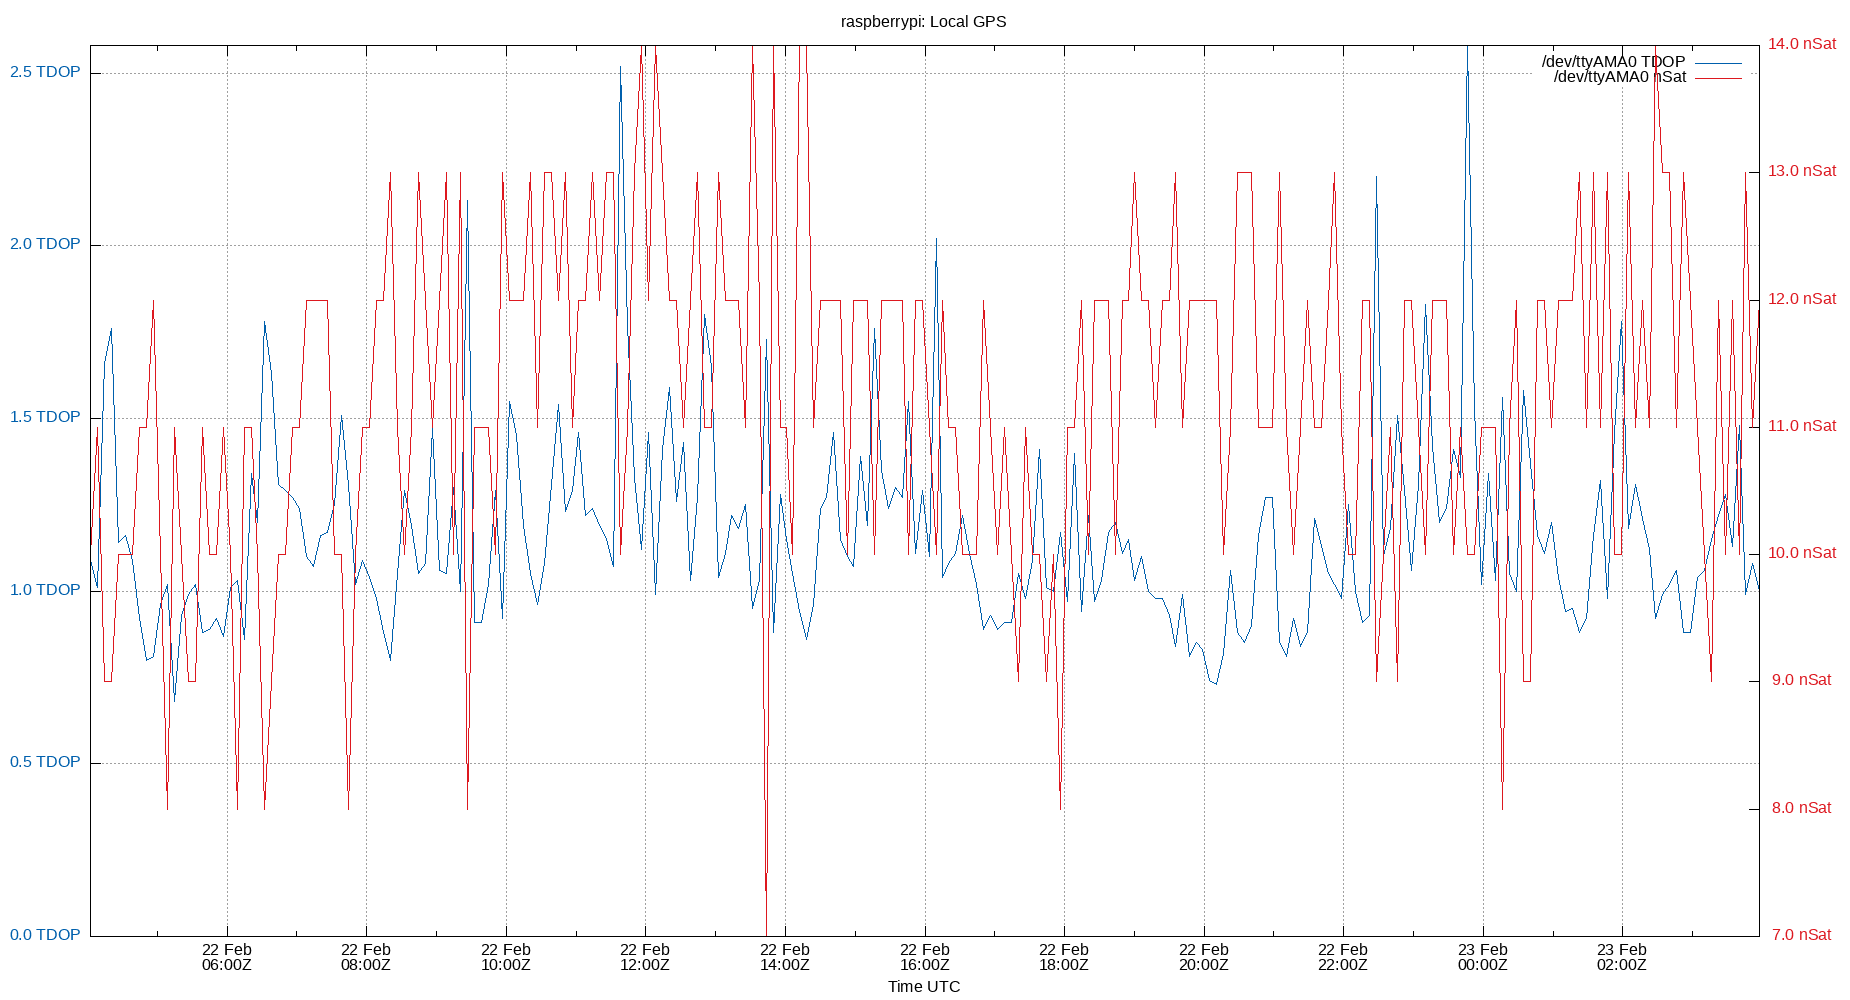 raspberrypi: Local GPS
/dev/ttyAMA0 TDOP
/dev/ttyAMA0 nSat
2.5 TDOP
2.0 TDOP
1.5 TDOP
1.0 TDOP
0.5 TDOP
0.0 TDOP
14.0 nSat
13.0 nSat
12.0 nSat
11.0 nSat
10.0 nSat
9.0 nSat
8.0 nSat
7.0 nSat
22 Feb
06:00Z
22 Feb
08:00Z
22 Feb
10:00Z
22 Feb
12:00Z
22 Feb
14:00Z
22 Feb
16:00Z
22 Feb
18:00Z
22 Feb
20:00Z
22 Feb
22:00Z
23 Feb
00:00Z
23 Feb
02:00Z
Time UTC